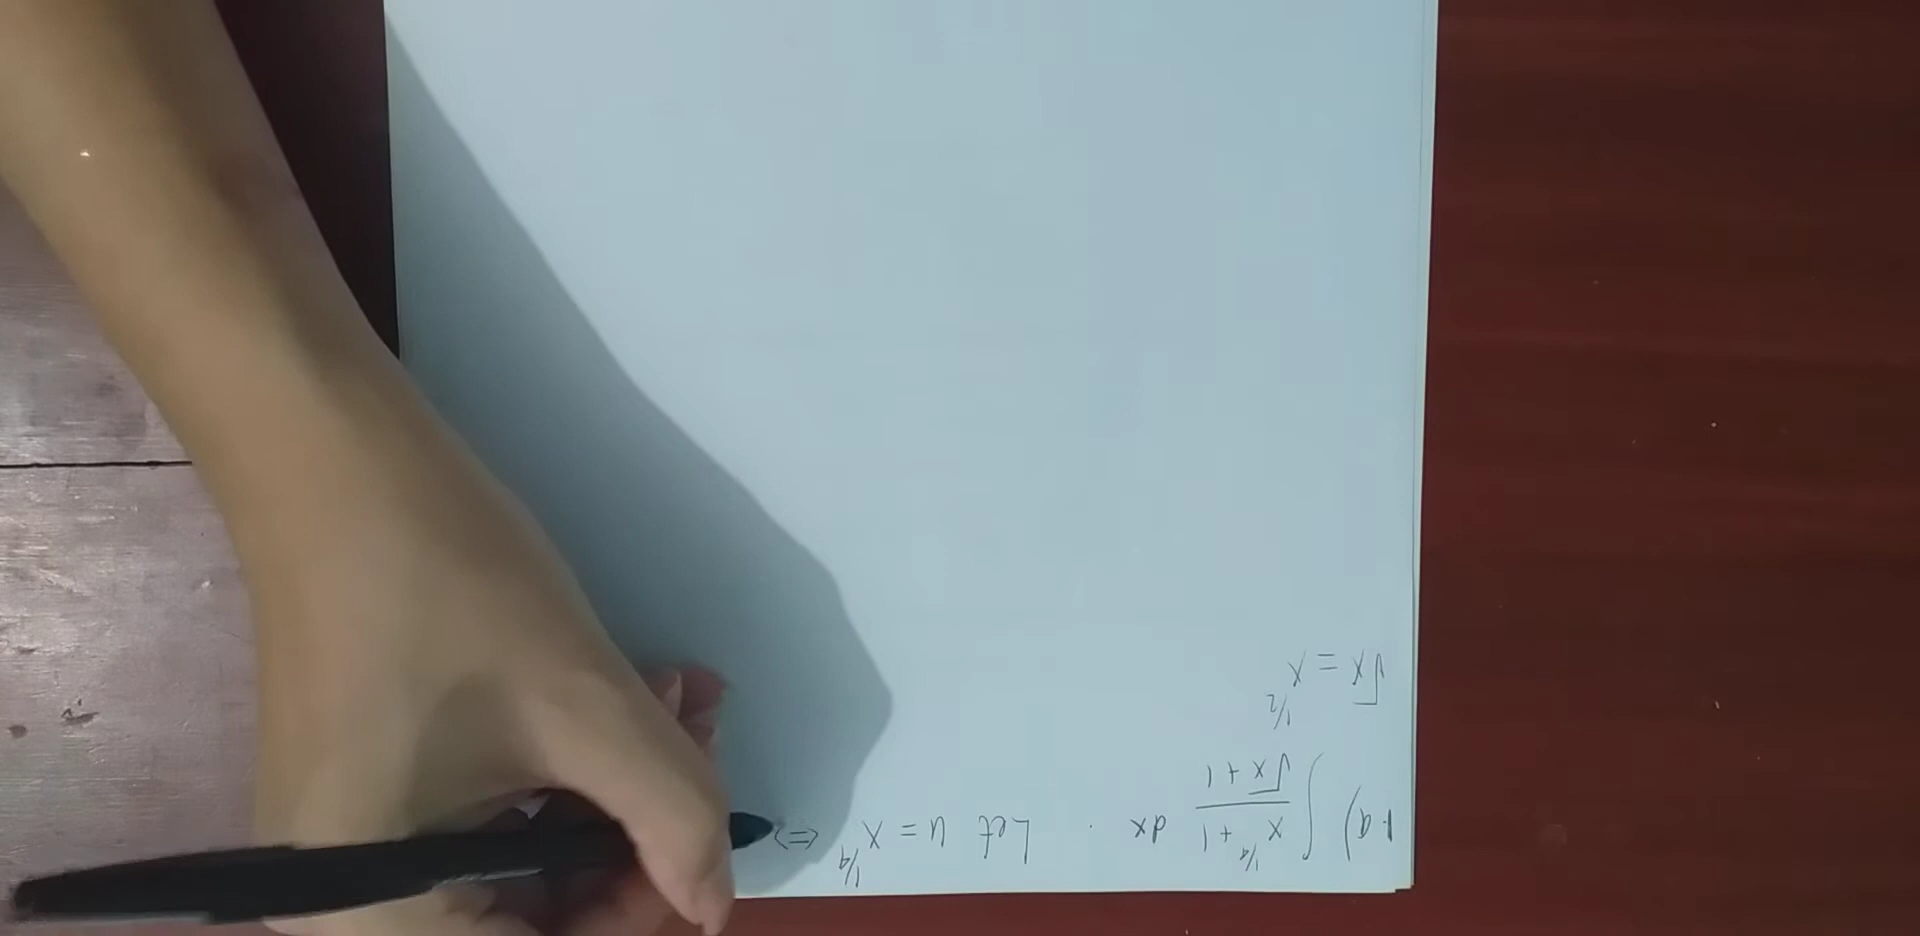 1.a) ∫ (x^{1/4} + 1)/(√x + 1) dx . Let u = x^{1/4} <=>
√x = x^{1/2}